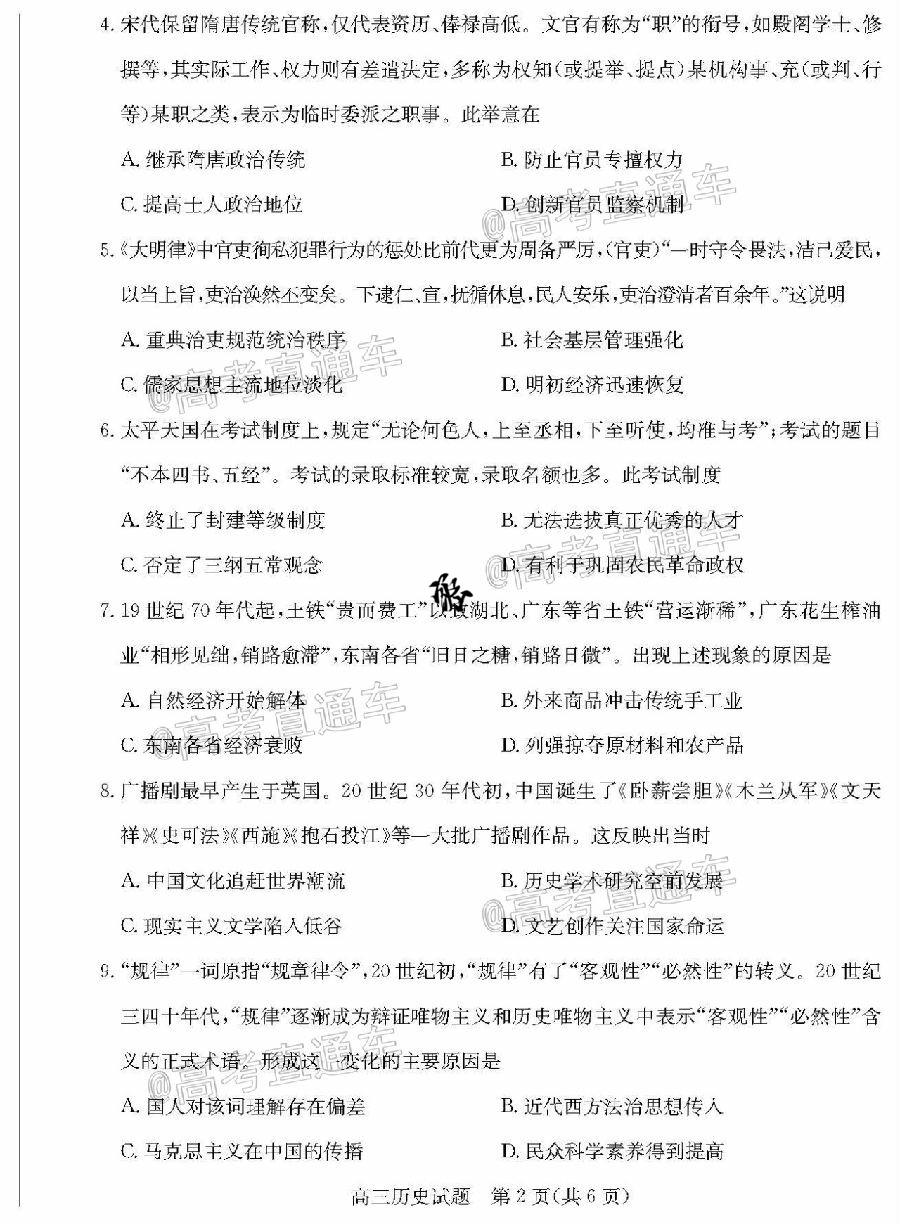 4. 宋代保留隋唐传统官称，仅代表资历、俸禄高低。文官有称为“职”的衔号，如殿阁学士、修
撰等，其实际工作、权力则有差遣决定，多称为权知(或提举、提点)某机构事、充(或判、行
等)某职之类，表示为临时委派之职事。此举意在
A. 继承隋唐政治传统 B. 防止官员专擅权力
C. 提高士人政治地位 D. 创新官员监察机制
5.《大明律》中官吏徇私犯罪行为的惩处比前代更为周备严厉，(官吏)“一时守令畏法，洁己爱民，
以当上旨，吏治涣然丕变矣。下逮仁、宣，抚循休息，民人安乐，吏治澄清者百余年。”这说明
A. 重典治吏规范统治秩序 B. 社会基层管理强化
C. 儒家思想主流地位淡化 D. 明初经济迅速恢复
6. 太平天国在考试制度上，规定“无论何色人，上至丞相，下至听使，均准与考”；考试的题目
“不本四书、五经”。考试的录取标准较宽，录取名额也多。此考试制度
A. 终止了封建等级制度 B. 无法选拔真正优秀的人才
C. 否定了三纲五常观念 D. 有利于巩固农民革命政权
7. 19 世纪 70 年代起，土铁“贵而费工”以致湖北、广东等省土铁“营运渐稀”，广东花生榨油
业“相形见绌，销路愈滞”，东南各省“旧日之糖，销路日微”。出现上述现象的原因是
A. 自然经济开始解体 B. 外来商品冲击传统手工业
C. 东南各省经济衰败 D. 列强掠夺原材料和农产品
8. 广播剧最早产生于英国。20 世纪 30 年代初，中国诞生了《卧薪尝胆》《木兰从军》《文天
祥》《史可法》《西施》《抱石投江》等一大批广播剧作品。这反映出当时
A. 中国文化追赶世界潮流 B. 历史学术研究空前发展
C. 现实主义文学陷入低谷 D. 文艺创作关注国家命运
9. “规律”一词原指“规章律令”，20 世纪初，“规律”有了“客观性”“必然性”的转义。20 世纪
三四十年代，“规律”逐渐成为辩证唯物主义和历史唯物主义中表示“客观性”“必然性”含
义的正式术语。形成这一变化的主要原因是
A. 国人对该词理解存在偏差 B. 近代西方法治思想传入
C. 马克思主义在中国的传播 D. 民众科学素养得到提高
高三历史试题 第 2 页(共 6 页)
@高考直通车
@高考直通车
@高考直通车
@高考直通车
@高考直通车
@高考直通车